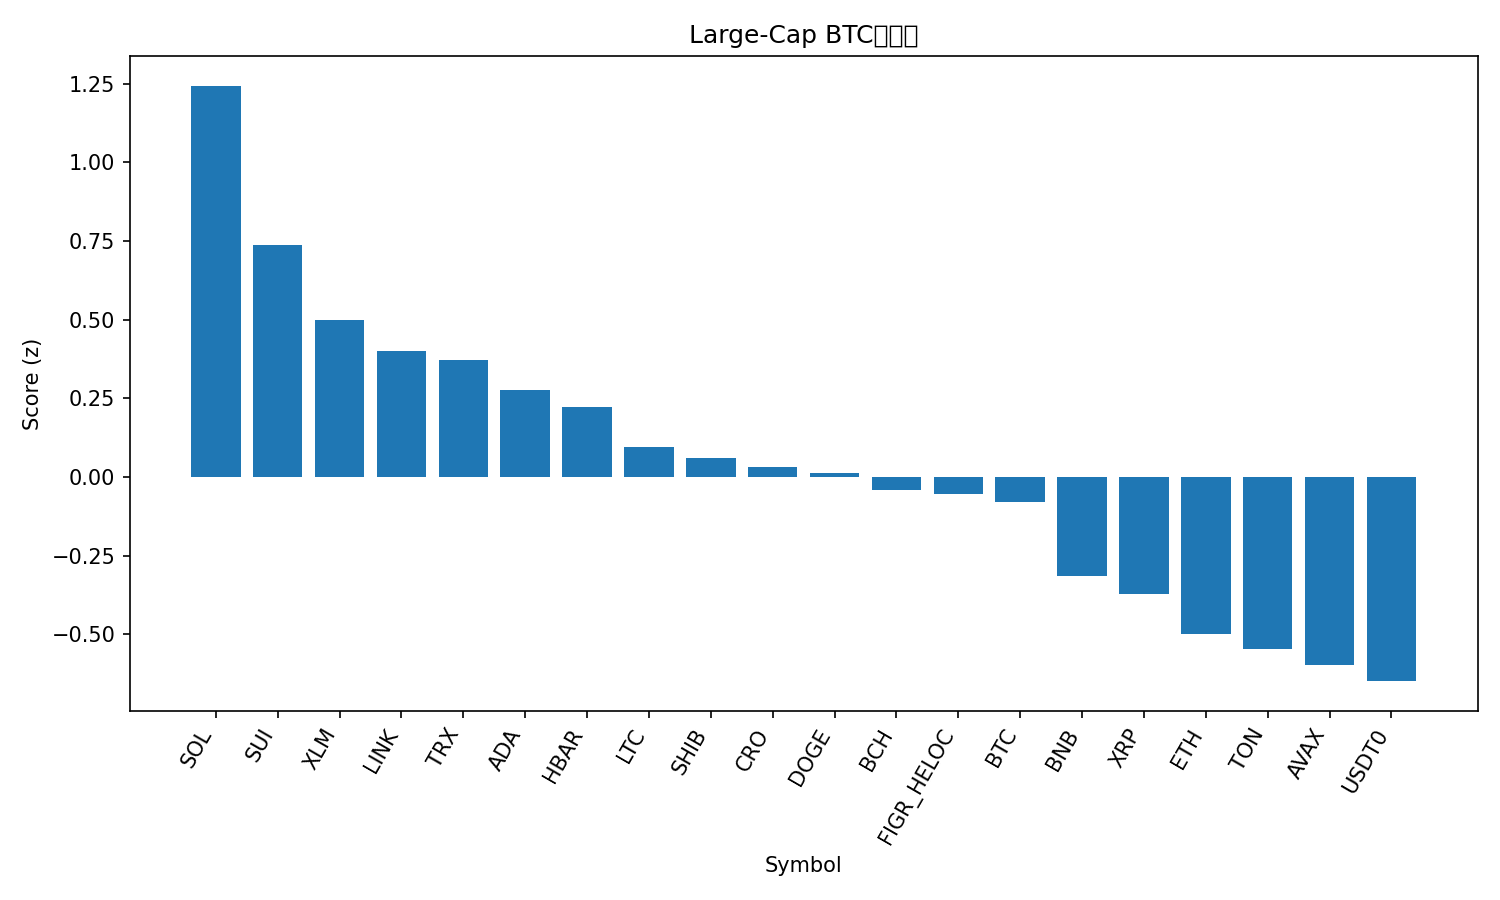 Large-Cap BTC
1.25
1.00
0.75
0.50
0.25
0.00
−0.25
−0.50
Score (z)
SOL
SUI
XLM
LINK
TRX
ADA
HBAR
LTC
SHIB
CRO
DOGE
BCH
FIGR_HELOC
BTC
BNB
XRP
ETH
TON
AVAX
USDT0
Symbol